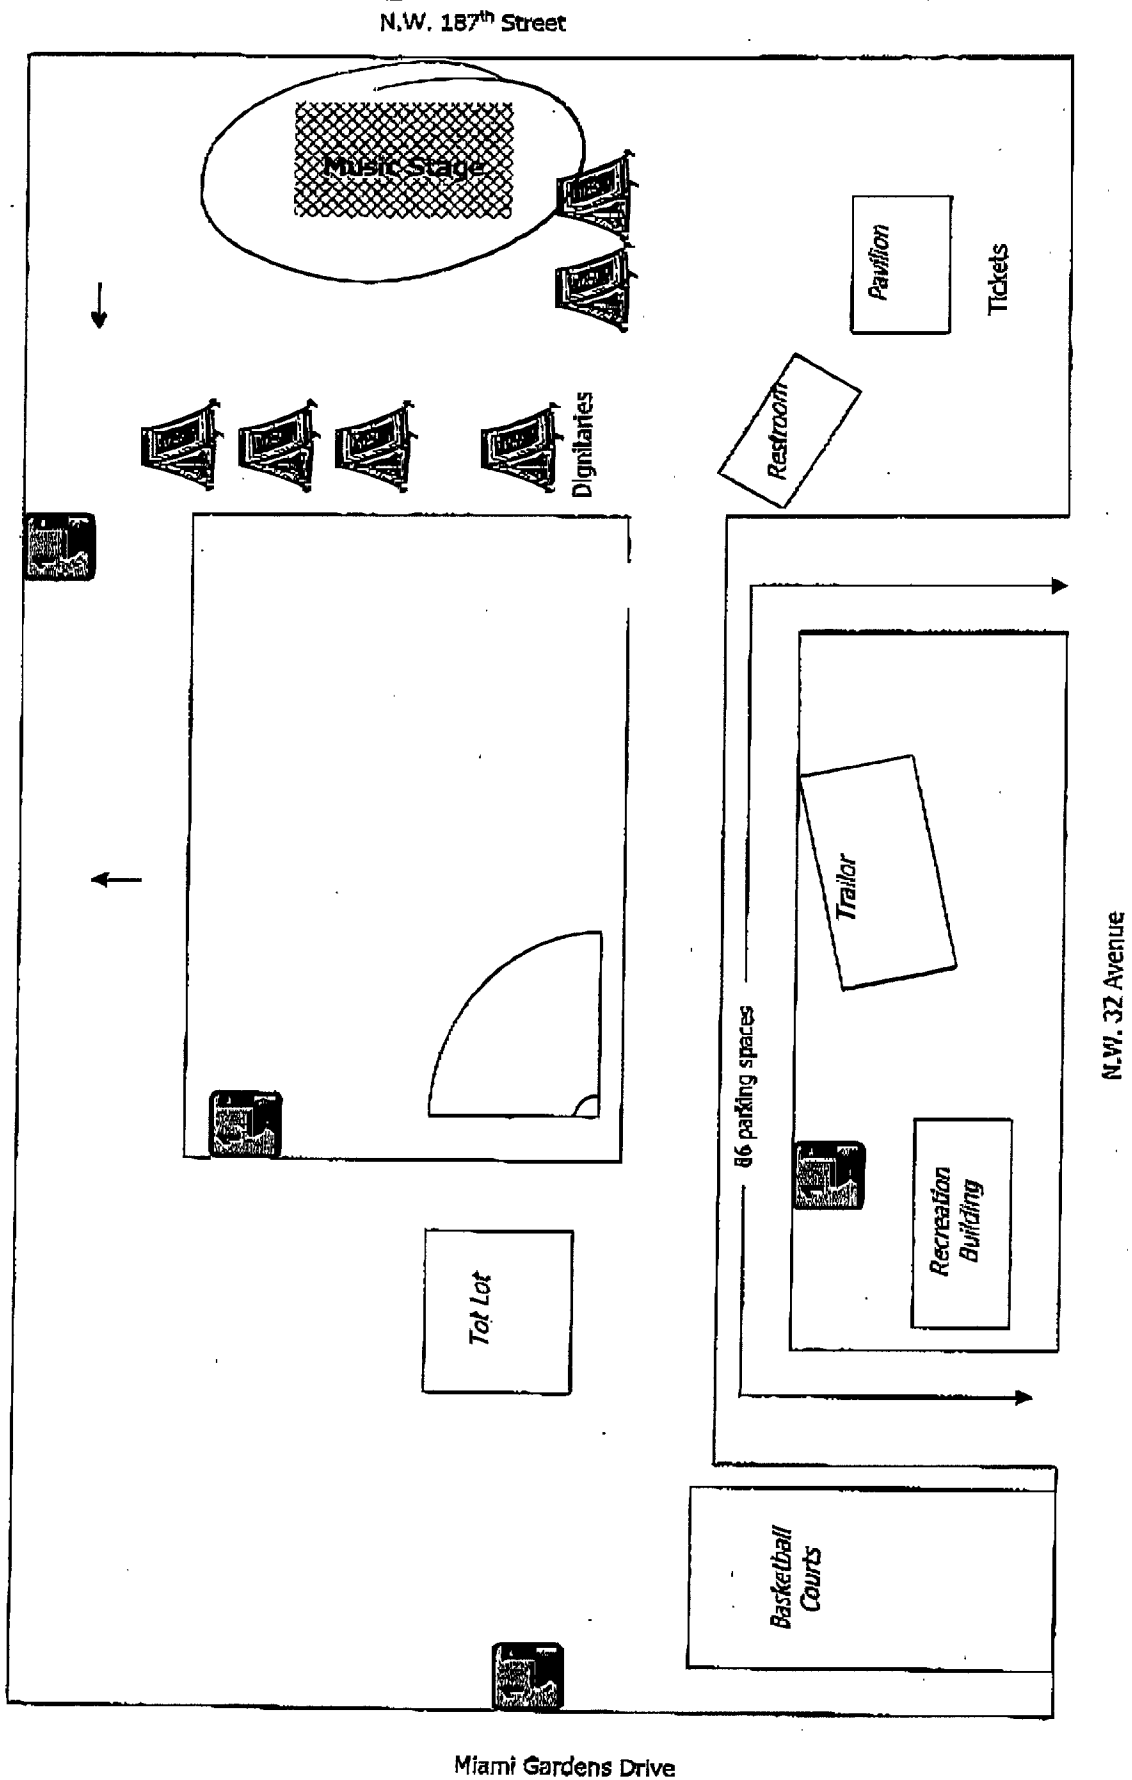 N.W. 187th Street
Music Stage
Pavilion
Tickets
Restroom
Dignitaries
Trailor
86 parking spaces
N.W. 32 Avenue
Recreation
Building
Tot Lot
Basketball
Courts
Miami Gardens Drive